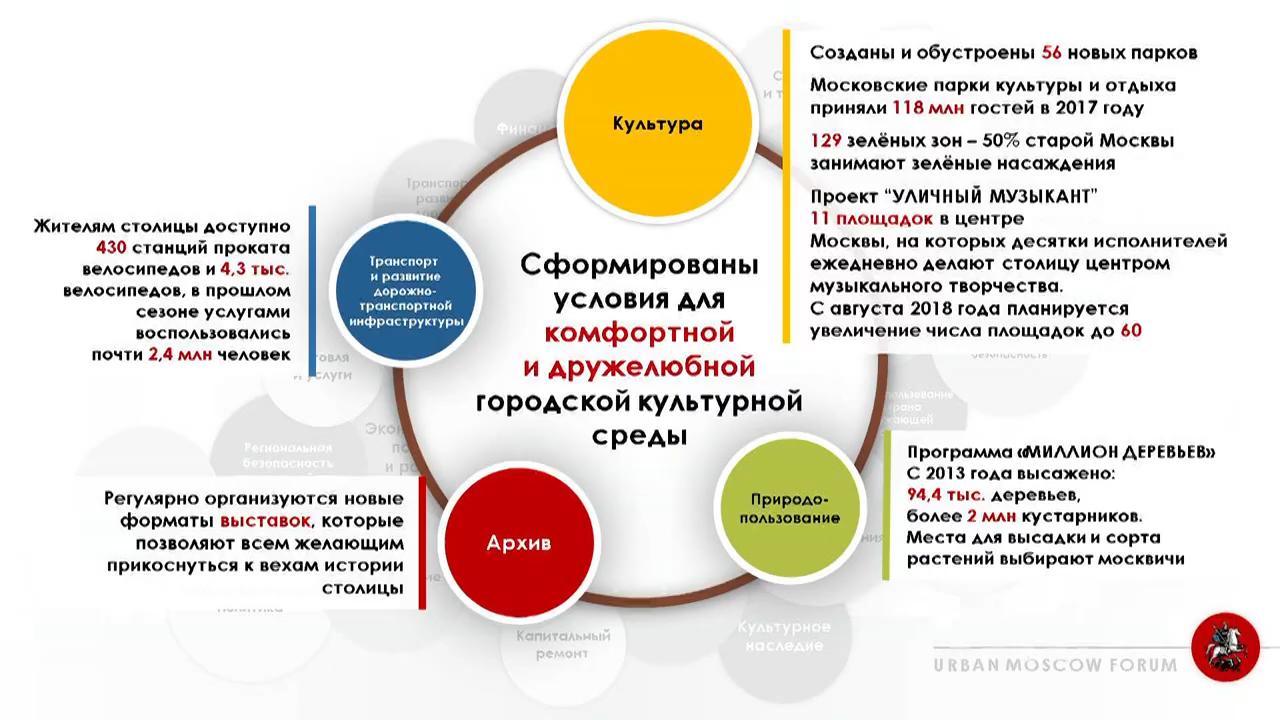 Культура
Созданы и обустроены 56 новых парков
Московские парки культуры и отдыха
приняли 118 млн гостей в 2017 году
129 зелёных зон – 50% старой Москвы
занимают зелёные насаждения
Проект “УЛИЧНЫЙ МУЗЫКАНТ”
11 площадок в центре
Москвы, на которых десятки исполнителей
ежедневно делают столицу центром
музыкального творчества.
С августа 2018 года планируется
увеличение числа площадок до 60
Жителям столицы доступно
430 станций проката
велосипедов и 4,3 тыс.
велосипедов, в прошлом
сезоне услугами
воспользовались
почти 2,4 млн человек
Транспорт
и развитие
дорожно-
транспортной
инфраструктуры
Сформированы
условия для
комфортной
и дружелюбной
городской культурной
среды
Региональная
безопасность
Регулярно организуются новые
форматы выставок, которые
позволяют всем желающим
прикоснуться к вехам истории
столицы
Архив
Природо-
пользование
Программа «МИЛЛИОН ДЕРЕВЬЕВ»
С 2013 года высажено:
94,4 тыс. деревьев,
более 2 млн кустарников.
Места для высадки и сорта
растений выбирают москвичи
Капитальный
ремонт
Культурное
наследие
URBAN MOSCOW FORUM